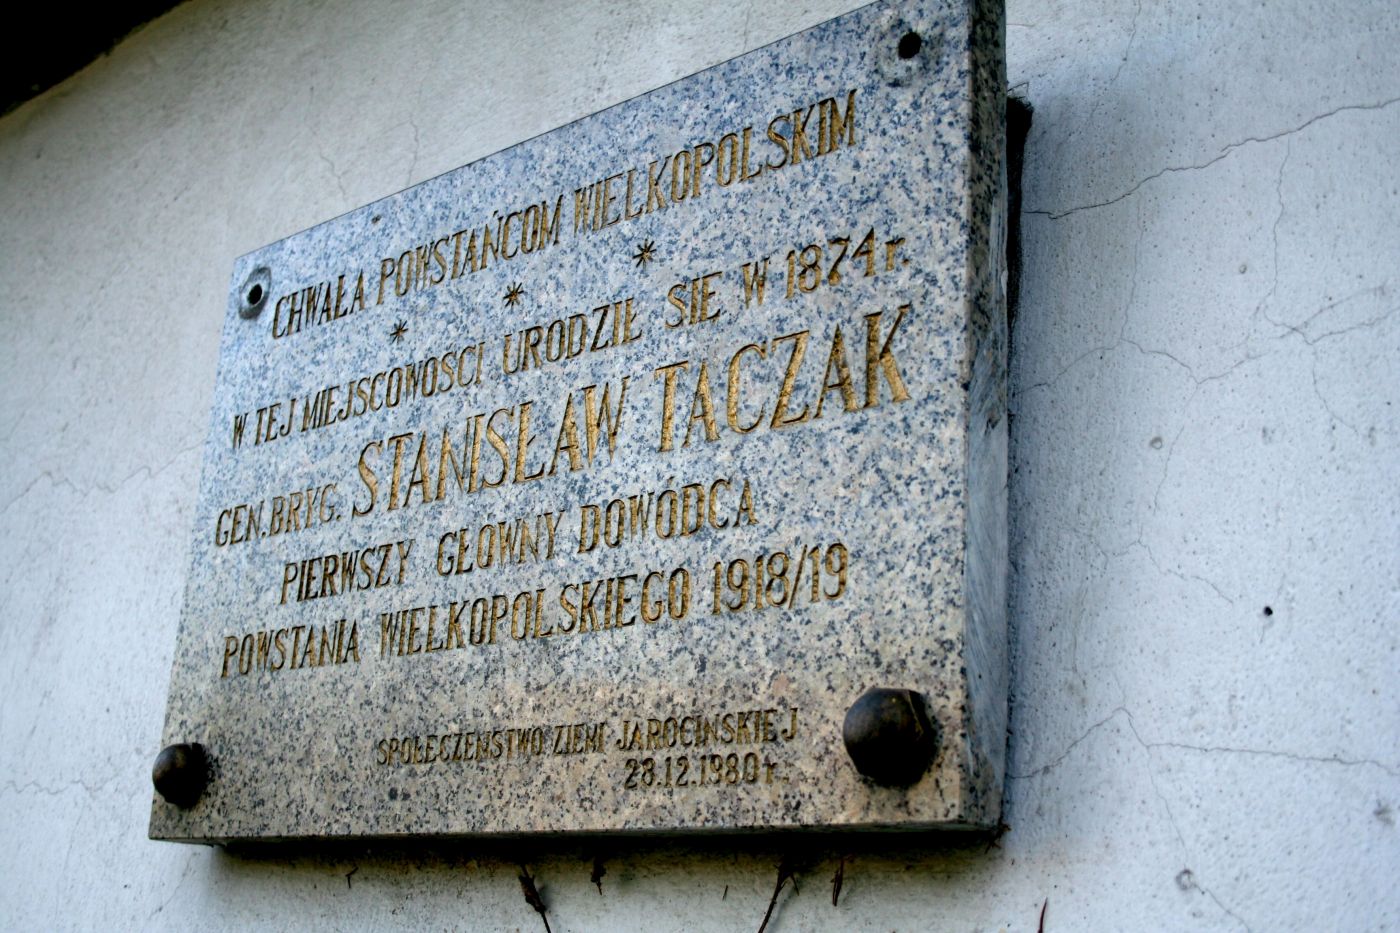 CHWAŁA POWSTAŃCOM WIELKOPOLSKIM
* * *
W TEJ MIEJSCOWOSCI URODZIŁ SIĘ W 1874 r.
GEN. BRYG. STANISŁAW TACZAK
PIERWSZY GŁÓWNY DOWÓDCA
POWSTANIA WIELKOPOLSKIEGO 1918/19
SPOŁECZEŃSTWO ZIEMI JAROCIŃSKIEJ
28.12.1980 r.